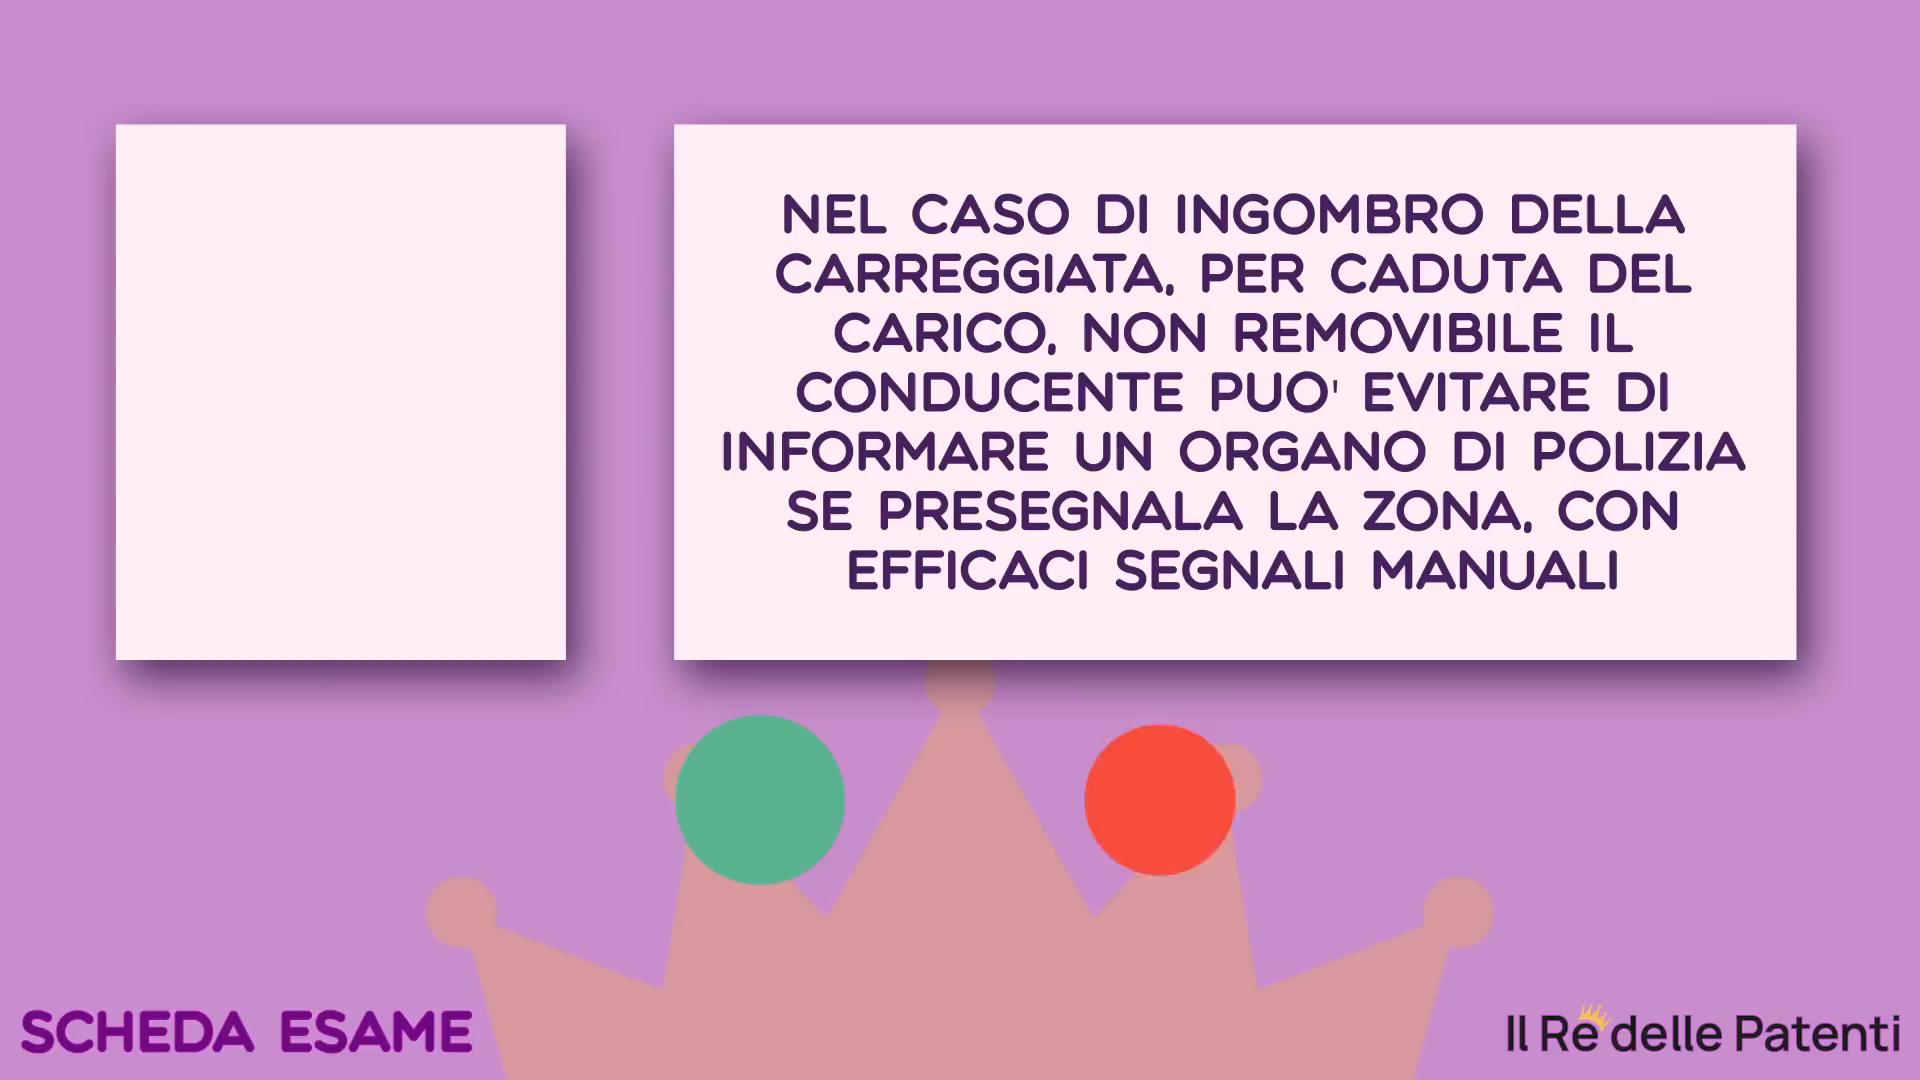 NEL CASO DI INGOMBRO DELLA
CARREGGIATA, PER CADUTA DEL
CARICO, NON REMOVIBILE IL
CONDUCENTE PUO' EVITARE DI
INFORMARE UN ORGANO DI POLIZIA
SE PRESEGNALA LA ZONA, CON
EFFICACI SEGNALI MANUALI
SCHEDA ESAME
Il Re delle Patenti